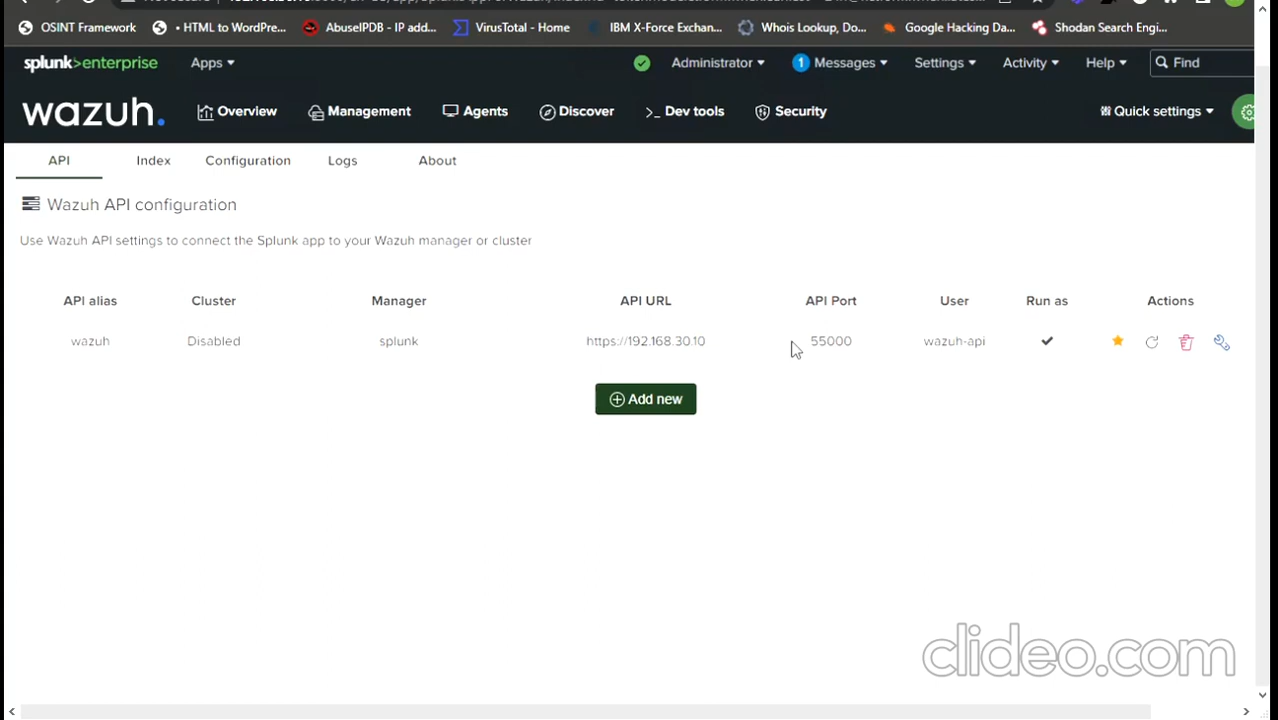 OSINT Framework • HTML to WordPre... AbuseIPDB - IP add... VirusTotal - Home IBM X-Force Exchan... Whois Lookup, Do... Google Hacking Da... Shodan Search Engi...
splunk>enterprise Apps Administrator 1 Messages Settings Activity Help Find
wazuh. Overview Management Agents Discover >_ Dev tools Security Quick settings
API Index Configuration Logs About
Wazuh API configuration
Use Wazuh API settings to connect the Splunk app to your Wazuh manager or cluster
API alias Cluster Manager API URL API Port User Run as Actions
wazuh Disabled splunk https://192.168.30.10 55000 wazuh-api
Add new
clideo.com